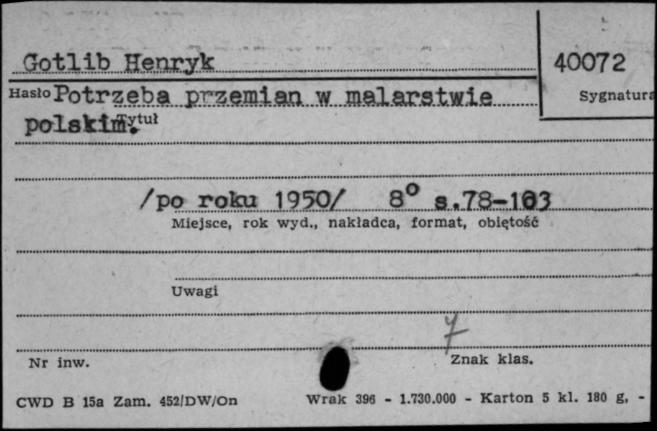 Gotlib Henryk
40072
Hasło Potrzeba przemian w malarstwie
Sygnatura
polskim. Tytuł
/po roku 1950/ 8° s.78-103
Miejsce, rok wyd., nakładca, format, obiętość
Uwagi
7
Nr inw.
Znak klas.
CWD B 15a Zam. 452/DW/On
Wrak 396 - 1.730.000 - Karton 5 kl. 180 g, -